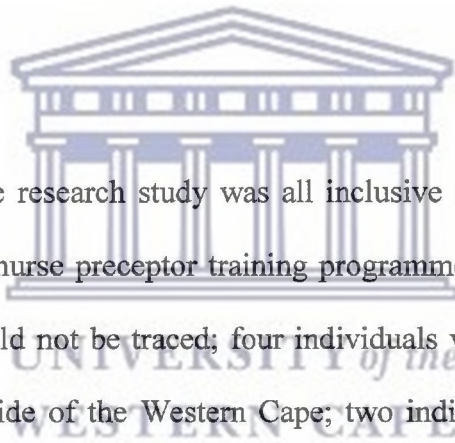 e research study was all inclusive
nurse preceptor training programme
ld not be traced; four individuals
UNIVERSITY of the
ide of the Western Cape; two indi
WESTERN CAPE